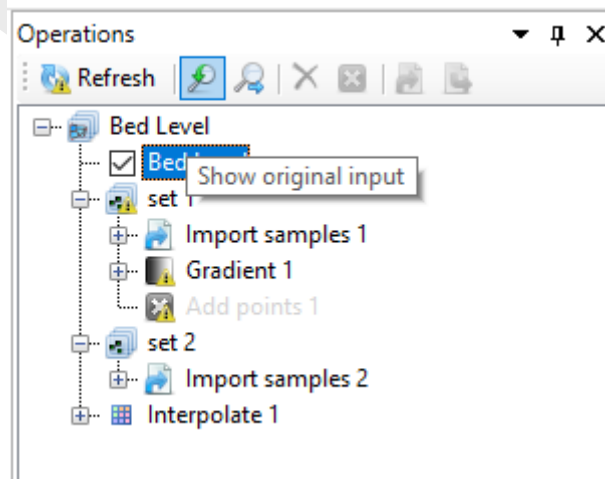 Operations
Refresh
Bed Level
Bed
Show original input
set 1
Import samples 1
Gradient 1
Add points 1
set 2
Import samples 2
Interpolate 1